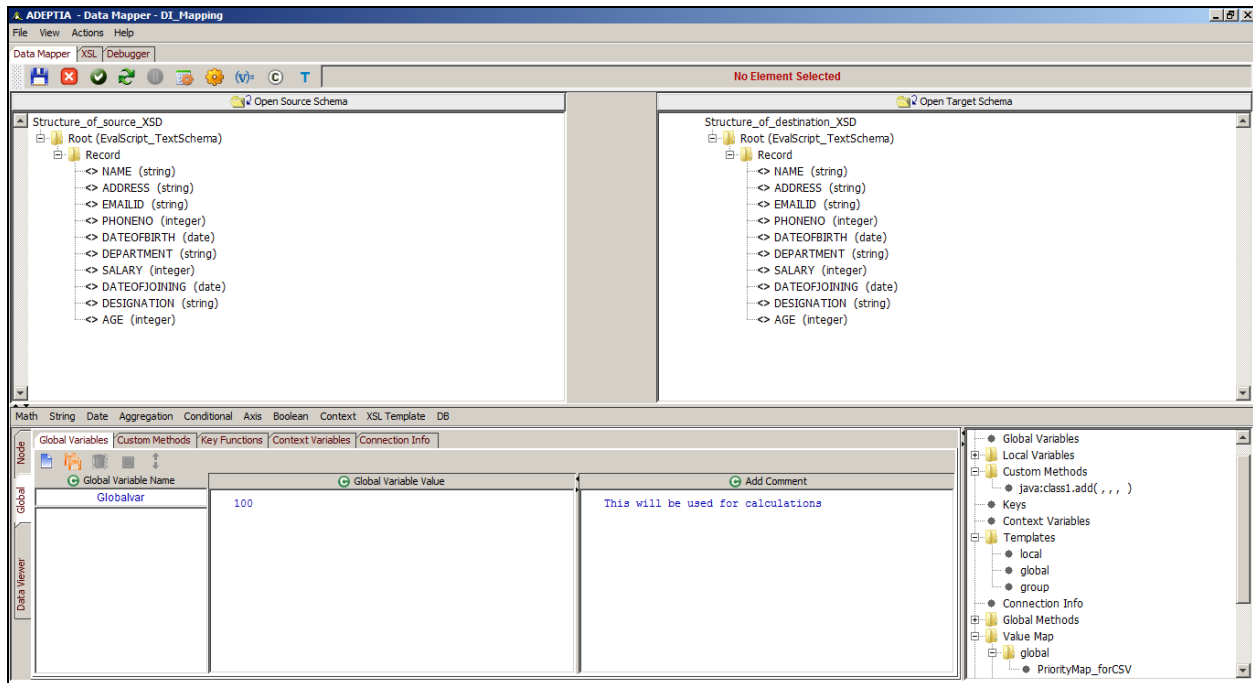 ADEPTIA - Data Mapper - DI_Mapping
File View Actions Help
Data Mapper XSL Debugger
(v)= C T No Element Selected
Open Source Schema
Open Target Schema
Structure_of_source_XSD
Root (EvalScript_TextSchema)
Record
<> NAME (string)
<> ADDRESS (string)
<> EMAILID (string)
<> PHONENO (integer)
<> DATEOFBIRTH (date)
<> DEPARTMENT (string)
<> SALARY (integer)
<> DATEOFJOINING (date)
<> DESIGNATION (string)
<> AGE (integer)
Structure_of_destination_XSD
Root (EvalScript_TextSchema)
Record
<> NAME (string)
<> ADDRESS (string)
<> EMAILID (string)
<> PHONENO (integer)
<> DATEOFBIRTH (date)
<> DEPARTMENT (string)
<> SALARY (integer)
<> DATEOFJOINING (date)
<> DESIGNATION (string)
<> AGE (integer)
Math String Date Aggregation Conditional Axis Boolean Context XSL Template DB
Node
Global
Data Viewer
Global Variables Custom Methods Key Functions Context Variables Connection Info
Global Variable Name
Global Variable Value
Add Comment
Globalvar
100
This will be used for calculations
Global Variables
Local Variables
Custom Methods
java:class1.add( , , , )
Keys
Context Variables
Templates
local
global
group
Connection Info
Global Methods
Value Map
global
PriorityMap_forCSV